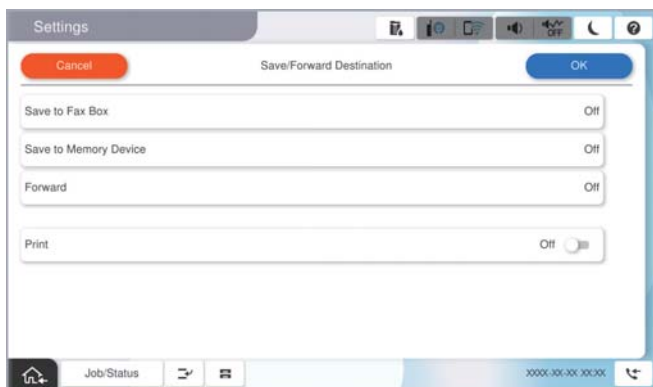 Settings
OFF
Cancel
Save/Forward Destination
OK
Save to Fax Box
Off
Save to Memory Device
Off
Forward
Off
Print
Off
Job/Status
XXXX-XX-XX XX:XX